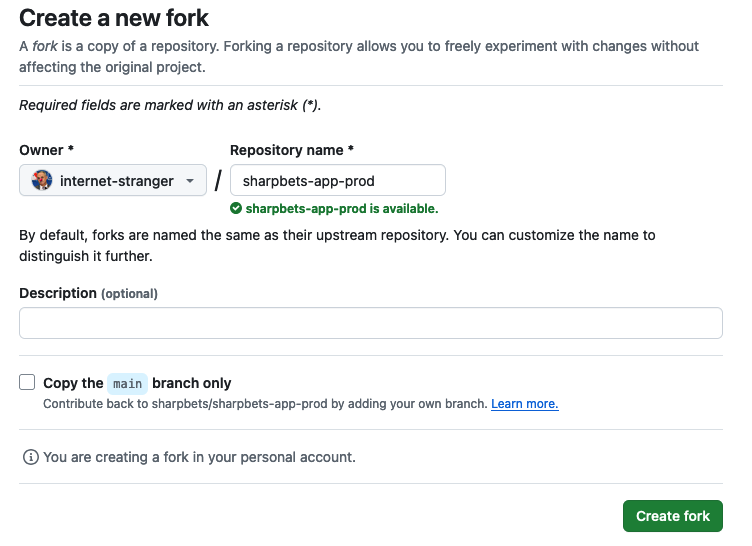 Create a new fork
A fork is a copy of a repository. Forking a repository allows you to freely experiment with changes without
affecting the original project.
Required fields are marked with an asterisk (*).
Owner * Repository name *
internet-stranger / sharpbets-app-prod
sharpbets-app-prod is available.
By default, forks are named the same as their upstream repository. You can customize the name to
distinguish it further.
Description (optional)
Copy the main branch only
Contribute back to sharpbets/sharpbets-app-prod by adding your own branch. Learn more.
You are creating a fork in your personal account.
Create fork